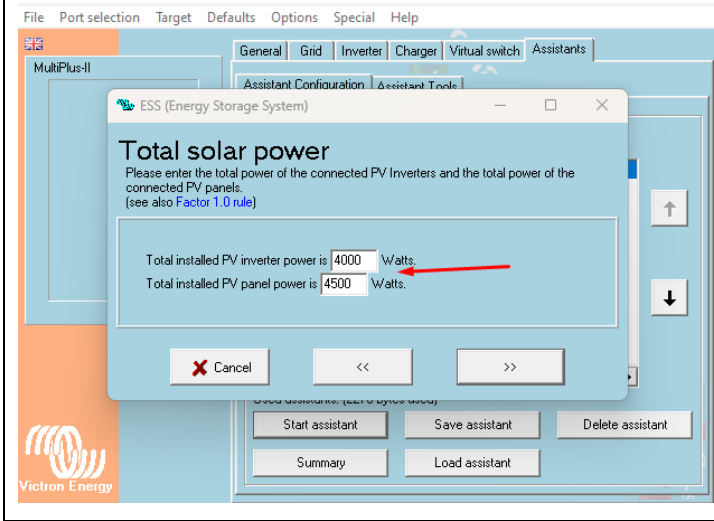 File Port selection Target Defaults Options Special Help
General Grid Inverter Charger Virtual switch Assistants
MultiPlus-II
Assistant Configuration Assistant Tools
ESS (Energy Storage System)
Total solar power
Please enter the total power of the connected PV Inverters and the total power of the
connected PV panels.
(see also Factor 1.0 rule)
Total installed PV inverter power is 4000 Watts.
Total installed PV panel power is 4500 Watts.
Cancel << >>
Start assistant Save assistant Delete assistant
Summary Load assistant
Victron Energy